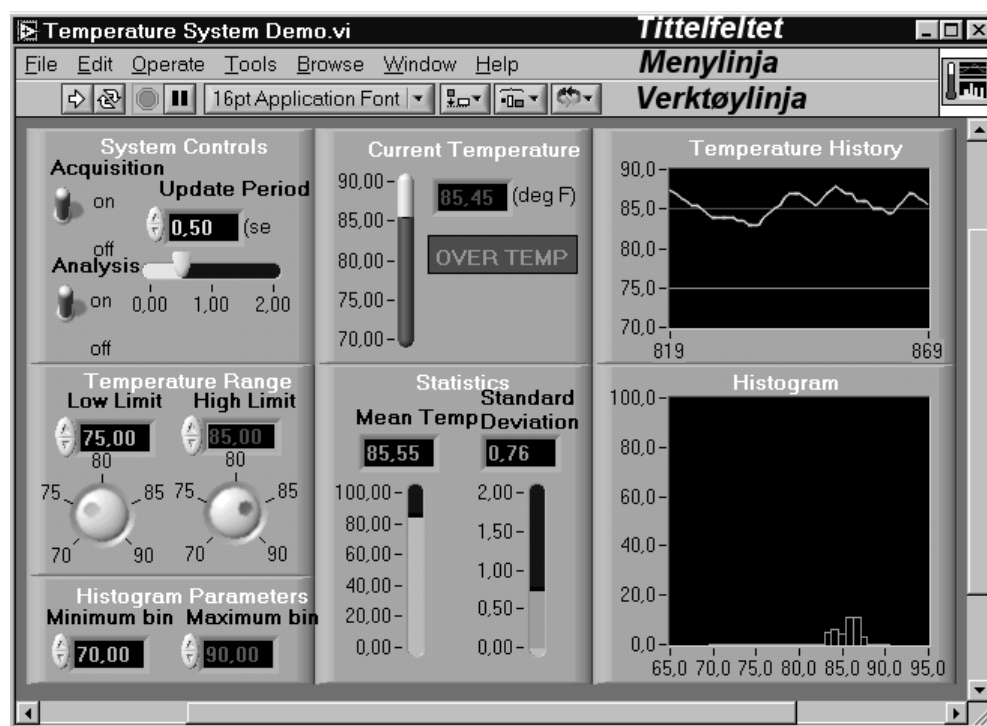 Temperature System Demo.vi Tittelfeltet
File Edit Operate Tools Browse Window Help Menylinja
16pt Application Font Verktøylinja
System Controls
Acquisition
on
off
Update Period
0,50 (se
0,00 1,00 2,00
Analysis
on
off
Current Temperature
90,00
85,00
80,00
75,00
70,00
85,45 (deg F)
OVER TEMP
Temperature History
90,0
85,0
80,0
75,0
70,0
819 869
Temperature Range
Low Limit High Limit
75,00 85,00
80 80
75 85 75 85
70 90 70 90
Statistics
Mean Temp
85,55
100,00
80,00
60,00
40,00
20,00
0,00
Standard
Deviation
0,76
2,00
1,50
1,00
0,50
0,00
Histogram
100,0
80,0
60,0
40,0
20,0
0,0
65,0 70,0 75,0 80,0 85,0 90,0 95,0
Histogram Parameters
Minimum bin Maximum bin
70,00 90,00